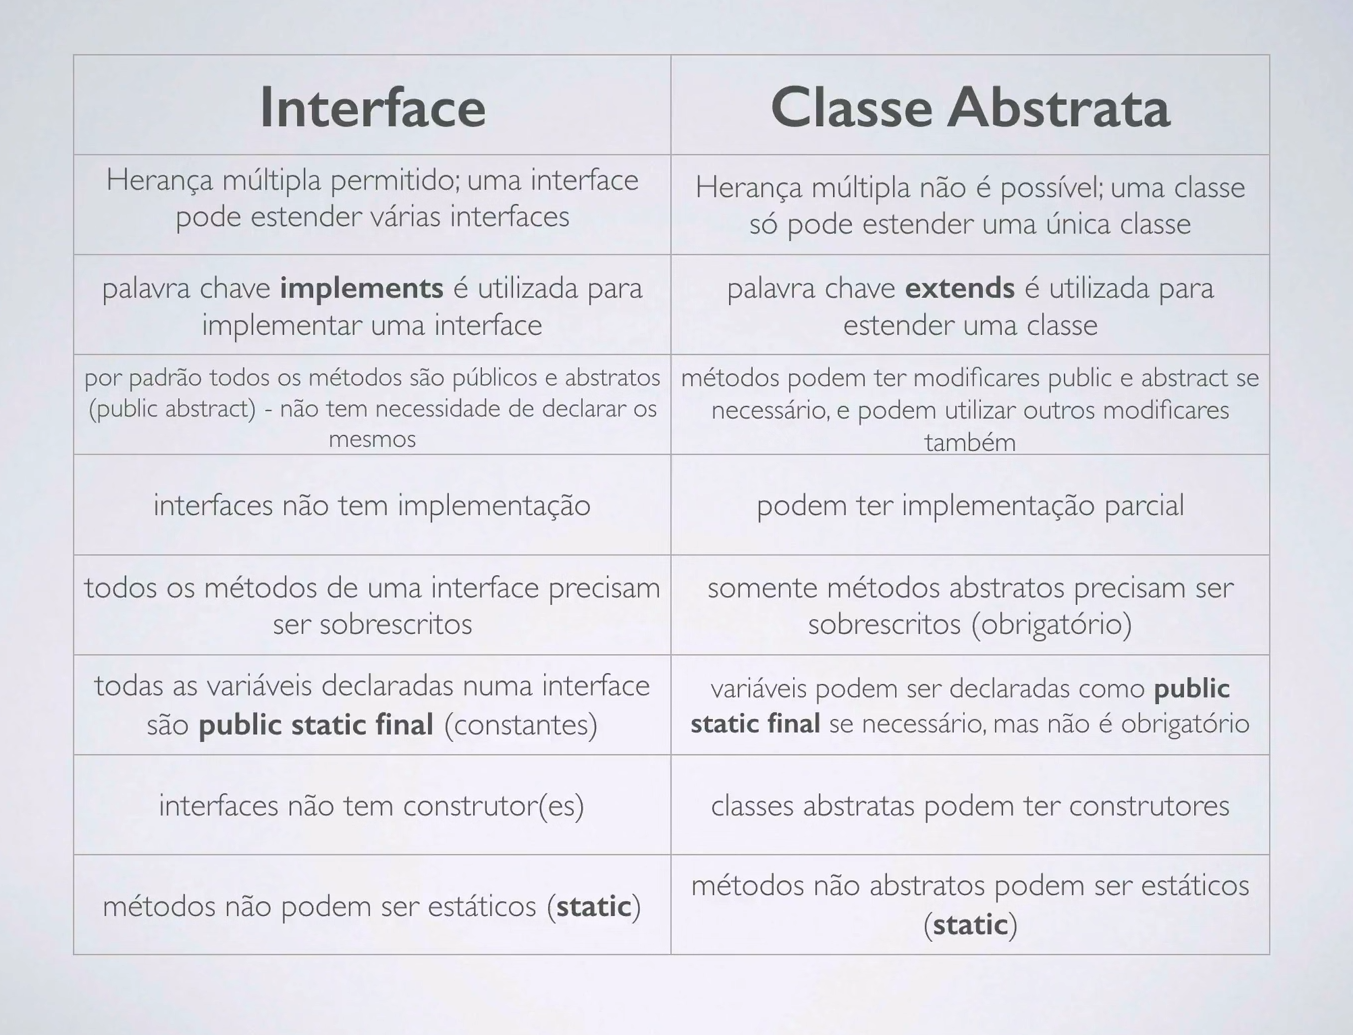 Interface
Classe Abstrata
Herança múltipla permitido; uma interface
pode estender várias interfaces
Herança múltipla não é possível; uma classe
só pode estender uma única classe
palavra chave implements é utilizada para
implementar uma interface
palavra chave extends é utilizada para
estender uma classe
por padrão todos os métodos são públicos e abstratos
(public abstract) - não tem necessidade de declarar os
mesmos
métodos podem ter modificares public e abstract se
necessário, e podem utilizar outros modificares
também
interfaces não tem implementação
podem ter implementação parcial
todos os métodos de uma interface precisam
ser sobrescritos
somente métodos abstratos precisam ser
sobrescritos (obrigatório)
todas as variáveis declaradas numa interface
são public static final (constantes)
variáveis podem ser declaradas como public
static final se necessário, mas não é obrigatório
interfaces não tem construtor(es)
classes abstratas podem ter construtores
métodos não podem ser estáticos (static)
métodos não abstratos podem ser estáticos
(static)